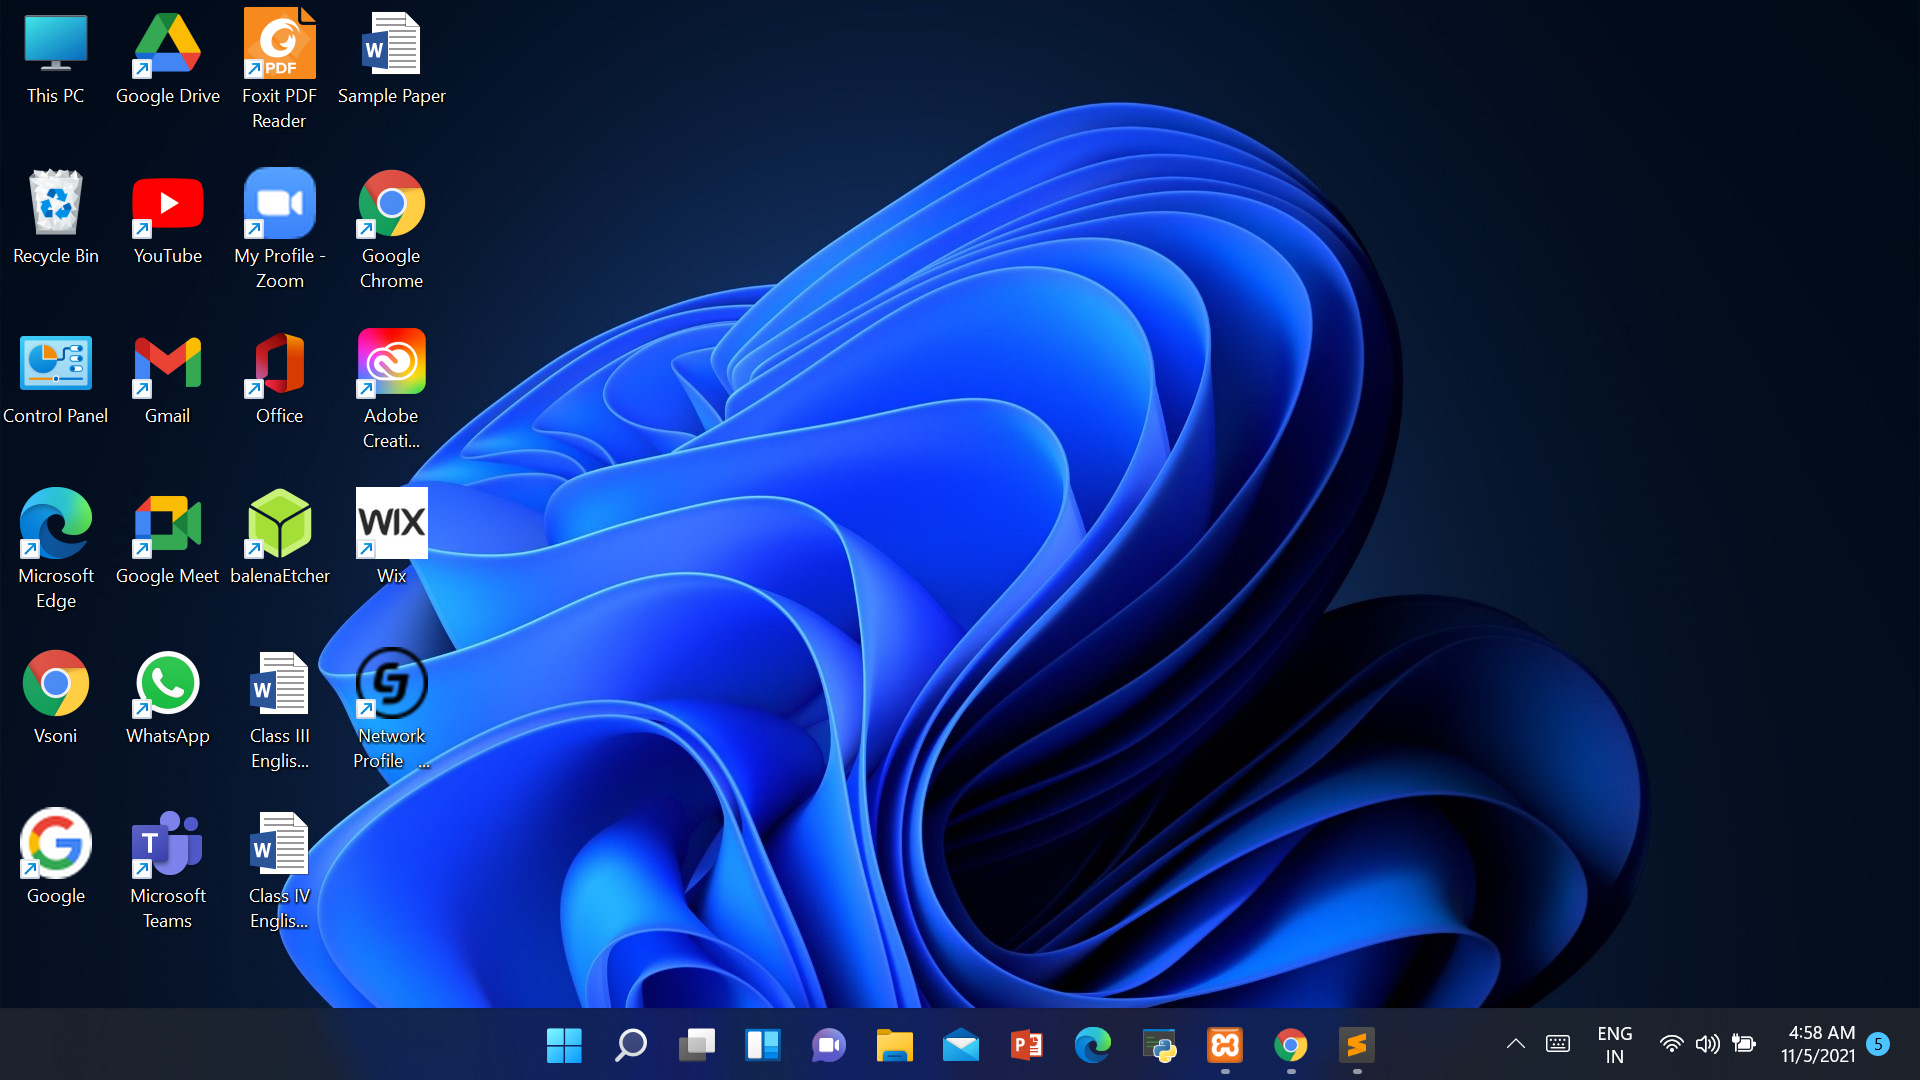 This PC
Google Drive
Foxit PDF
Reader
Sample Paper
Recycle Bin
YouTube
My Profile -
Zoom
Google
Chrome
Control Panel
Gmail
Office
Adobe
Creati...
Microsoft
Edge
Google Meet
balenaEtcher
WIX
Wix
Vsoni
WhatsApp
Class III
Englis...
Network
Profile ...
Google
Microsoft
Teams
Class IV
Englis...
PDF
W
W
W
T
P
ENG
IN
4:58 AM
11/5/2021
5